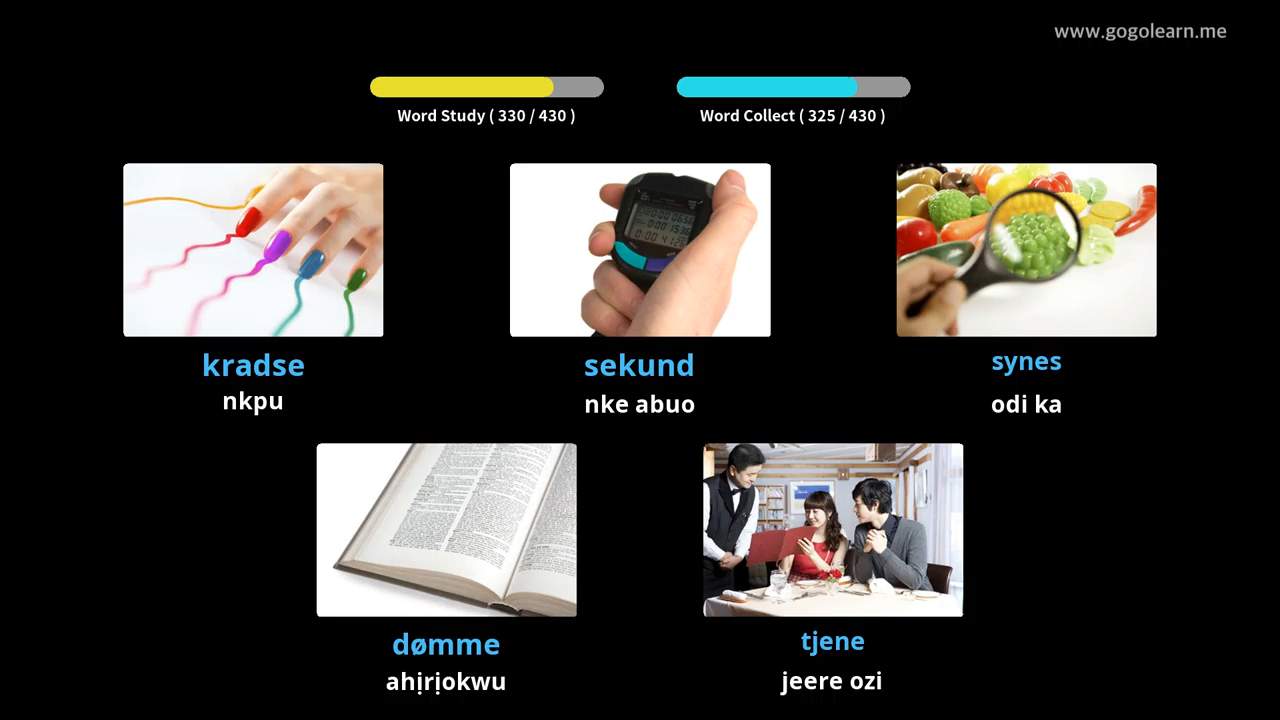 www.gogolearn.me
Word Study ( 330 / 430 )
Word Collect ( 325 / 430 )
kradse
nkpu
sekund
nke abuo
synes
odi ka
dømme
ahịrịokwu
tjene
jeere ozi